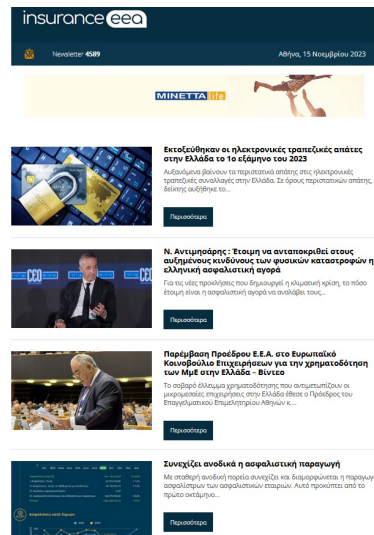 insurance eea
Newsletter 4589
Αθήνα, 15 Νοεμβρίου 2023
MINETTA life
Εκτοξεύθηκαν οι ηλεκτρονικές τραπεζικές απάτες
στην Ελλάδα το 1ο εξάμηνο του 2023
Αυξανόμενα βαίνουν τα περιστατικά απάτης στις ηλεκτρονικές
τραπεζικές συναλλαγές στην Ελλάδα. Σε όρους περιστατικών απάτης,
δείκτης αυξήθηκε το...
Περισσότερα
Ν. Αντιμησάρης : Έτοιμη να ανταποκριθεί στους
αυξημένους κινδύνους των φυσικών καταστροφών η
ελληνική ασφαλιστική αγορά
Για τις νέες προκλήσεις που δημιουργεί η κλιματική κρίση, το πόσο
έτοιμη είναι η ασφαλιστική αγορά να αναλάβει τους...
CEO
Περισσότερα
Παρέμβαση Προέδρου Ε.Ε.Α. στο Ευρωπαϊκό
Κοινοβούλιο Επιχειρήσεων για την χρηματοδότηση
των ΜμΕ στην Ελλάδα – Βίντεο
Το σοβαρό έλλειμμα χρηματοδότησης που αντιμετωπίζουν οι
μικρομεσαίες επιχειρήσεις στην Ελλάδα έθεσε ο Πρόεδρος του
Επαγγελματικού Επιμελητηρίου Αθηνών κ....
Περισσότερα
Συνεχίζει ανοδικά η ασφαλιστική παραγωγή
Με σταθερή ανοδική πορεία συνεχίζει και διαμορφώνεται η παραγωγ
ασφαλίστρων των ασφαλιστικών εταιριών. Αυτό προκύπτει από το
πρώτο οκτάμηνο...
Περισσότερα